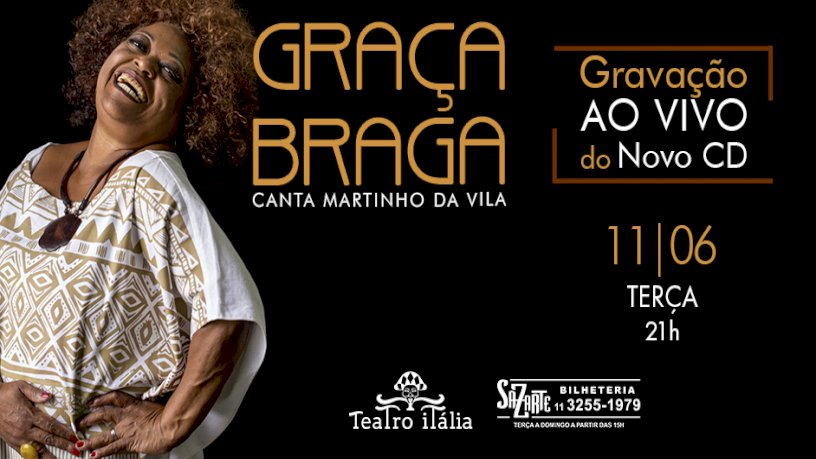 GRAÇA
BRAGA
CANTA MARTINHO DA VILA
Gravação
AO VIVO
do Novo CD
11|06
TERÇA
21h
Teatro itália
SAZARTE
BILHETERIA
11 3255-1979
TERÇA A DOMINGO A PARTIR DAS 15H